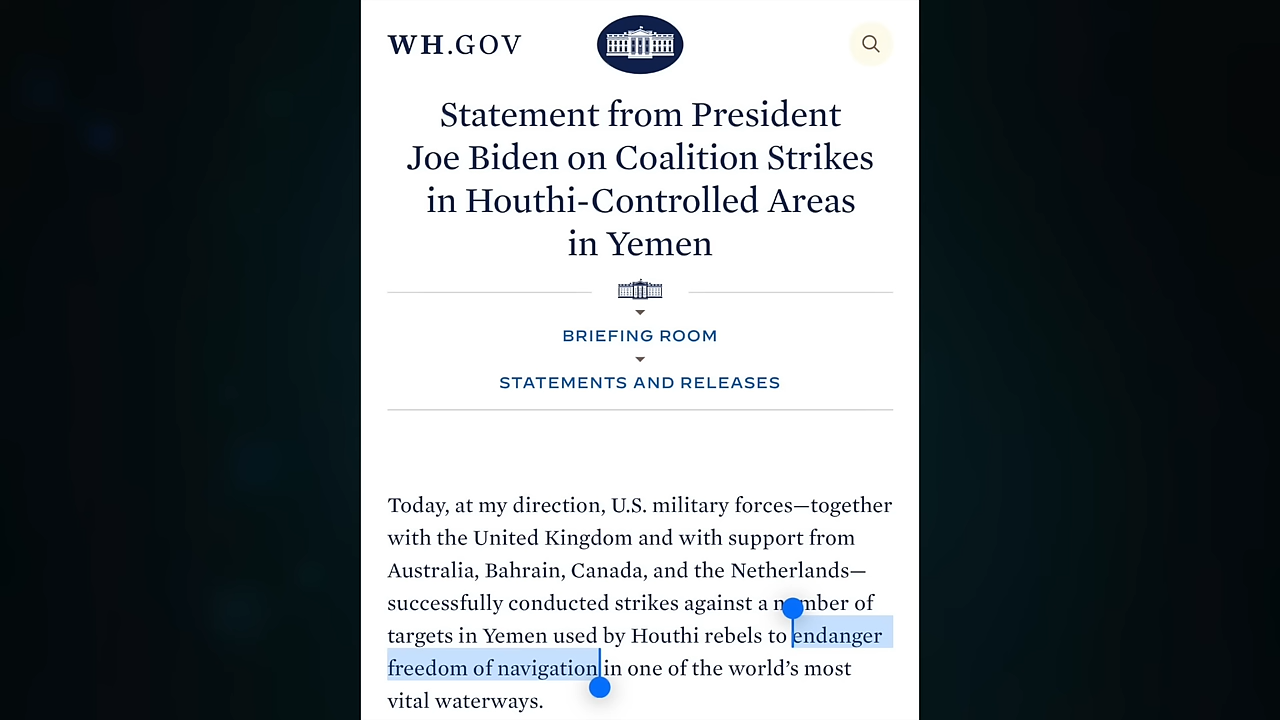 WH.GOV
Statement from President
Joe Biden on Coalition Strikes
in Houthi-Controlled Areas
in Yemen
BRIEFING ROOM
STATEMENTS AND RELEASES
Today, at my direction, U.S. military forces—together
with the United Kingdom and with support from
Australia, Bahrain, Canada, and the Netherlands—
successfully conducted strikes against a number of
targets in Yemen used by Houthi rebels to endanger
freedom of navigation in one of the world’s most
vital waterways.